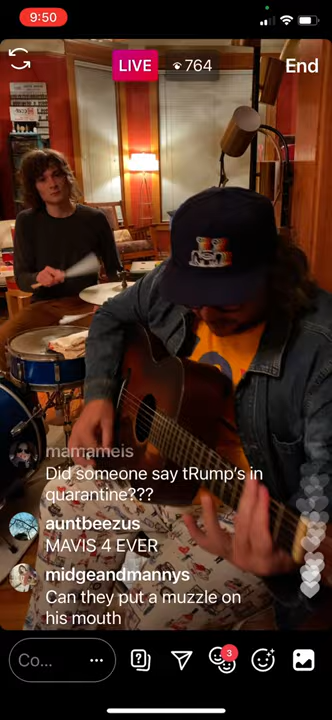 9:50
LIVE
764
End
mamameis
Did someone say tRump's in
quarantine???
auntbeezus
MAVIS 4 EVER
midgeandmannys
Can they put a muzzle on
his mouth
Co...
3